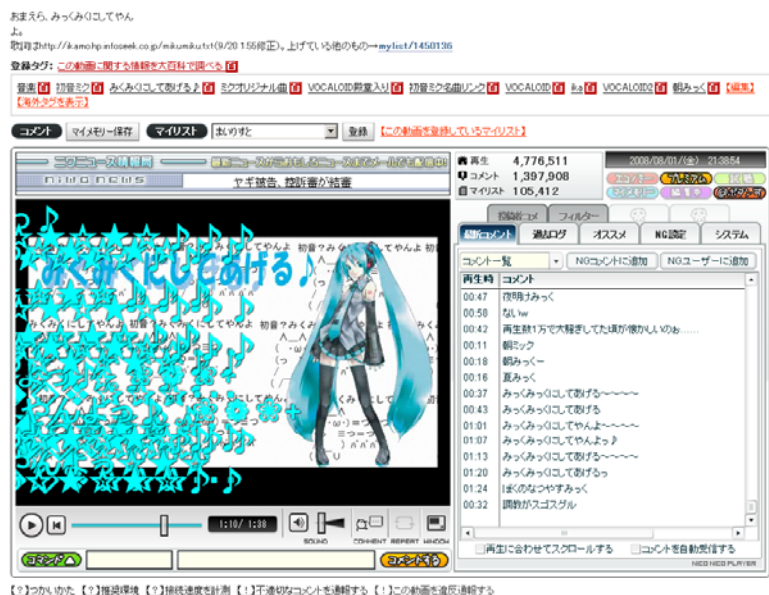 おまえら、みっくみくにしてやん
よ。
歌詞はhttp://ikamohp.infoseek.co.jp/mikumiku.txt(9/20 1:55修正)。上げている他のもの→mylist/1450136
登録タグ: この動画に関する情報を大百科で調べる
音楽 初音ミク みくみくにしてあげる♪ ミクオリジナル曲 VOCALOID殿堂入り 初音ミク名曲リンク VOCALOID ika VOCALOID2 朝みっく 【編集】
【海外タグを表示】
コメント マイメモリー保存 マイリスト まいりすと 登録 【この動画を登録しているマイリスト】
ニワニュース情報局
niwango news
ヤギ被告、控訴審が結審
再生 4,776,511
コメント 1,397,908
マイリスト 105,412
2008/08/01/(金) 21:38:54
プレミアム
フィルター
最新コメント 過去ログ オススメ NG設定 システム
コメント一覧 NGコメントに追加 NGユーザーに追加
再生時 コメント
00:47 夜明けみっく
00:58 ないw
00:42 再生数1万で大騒ぎしてた頃が懐かしいのぉ……
00:11 朝ミック
00:18 朝みっくー
00:16 夏みっく
00:37 みっくみっくにしてあげる～～～～
00:43 みっくみっくにしてあげる
01:01 みっくみっくにしてやんよ～～～～
01:07 みっくみっくにしてやんよっ♪
01:13 みっくみっくにしてあげる～～～～
01:20 みっくみっくにしてあげるっ
01:24 ぼくのなつやすみっく
00:32 調教がスゴスグル
みくみくにしてあげる♪
1:10/ 1:38
SOUND COMMENT REPEAT WINDOW
コマンド コメントする
再生に合わせてスクロールする コメントを自動受信する
NICO NICO PLAYER
【?】つかいかた 【?】推奨環境 【?】接続速度を計測 【!】不適切なコメントを通報する 【!】この動画を違反通報する